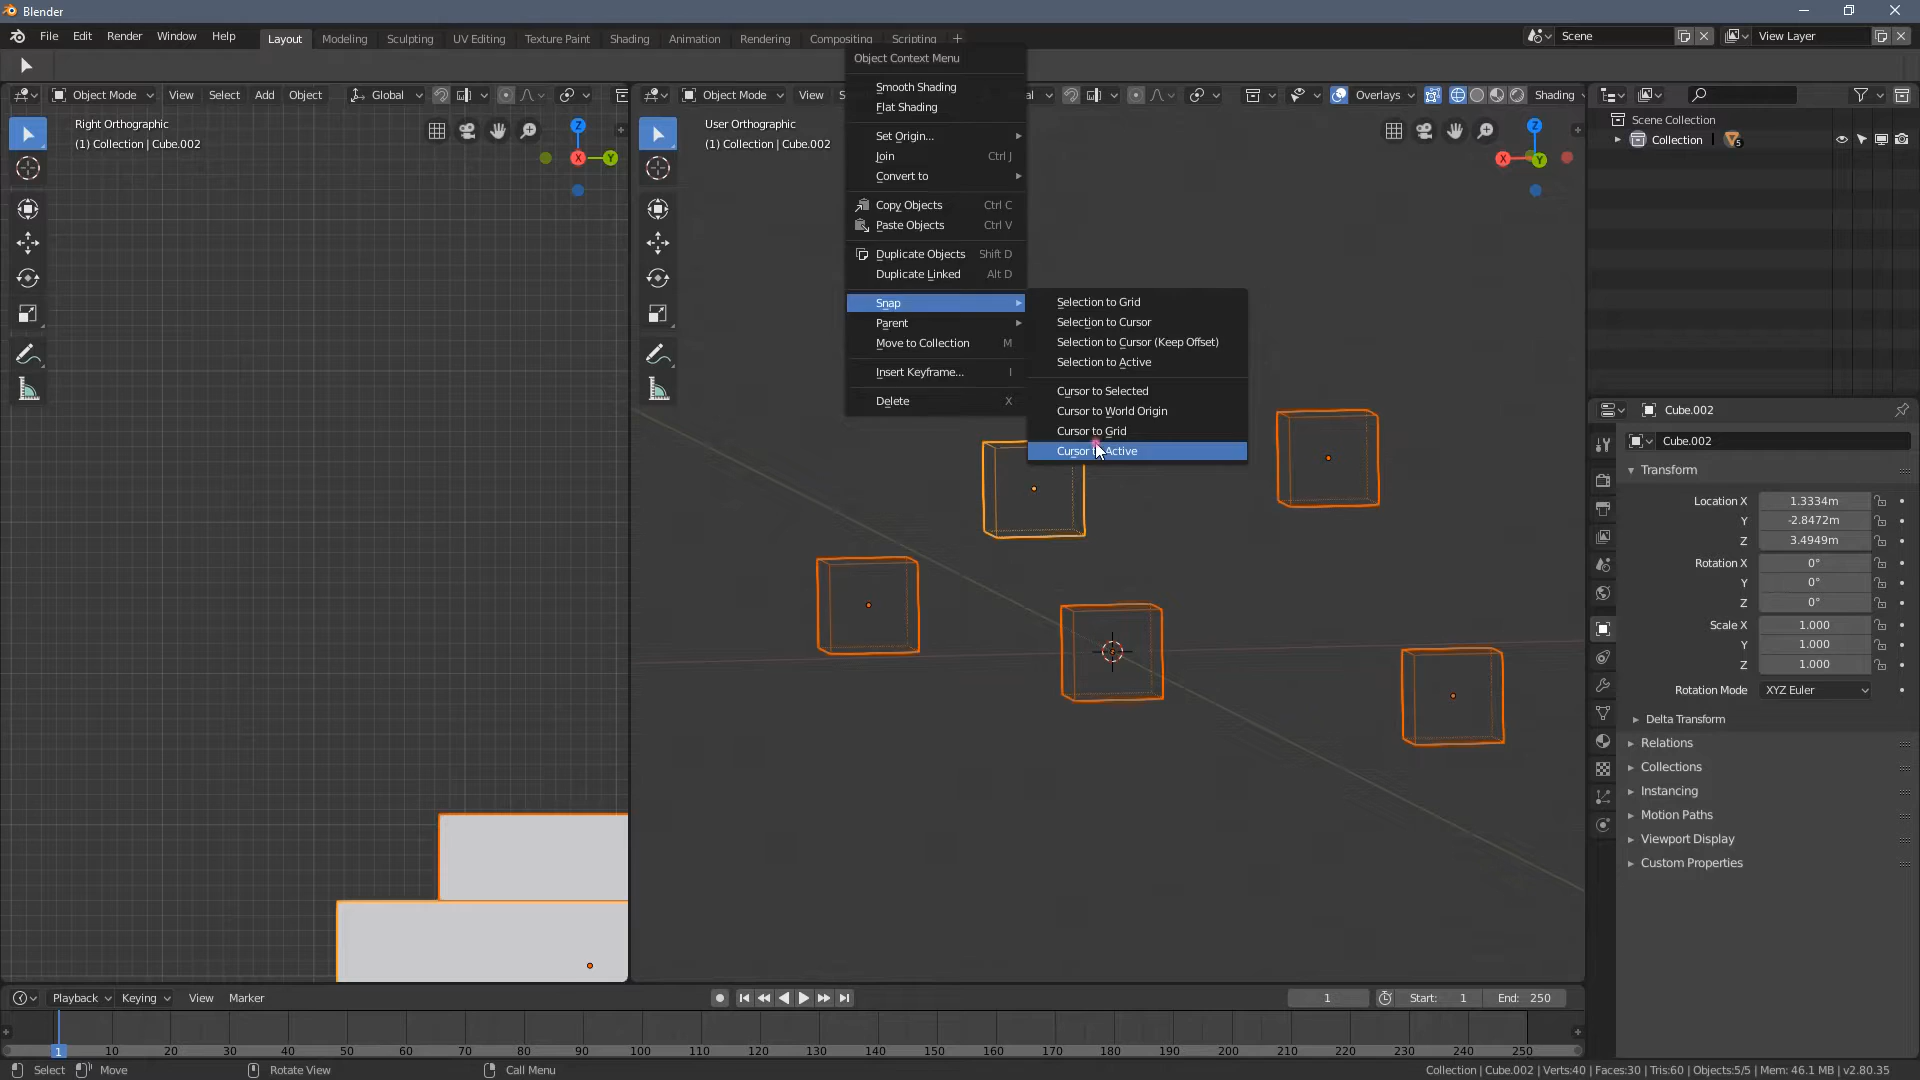 Blender
File Edit Render Window Help
Layout Modeling Sculpting UV Editing Texture Paint Shading Animation Rendering Compositing Scripting +
Scene
View Layer
Object Mode View Select Add Object Global
Object Mode View
Overlays Shading
Right Orthographic
(1) Collection | Cube.002
Z
X
Y
User Orthographic
(1) Collection | Cube.002
Z
X
Y
Object Context Menu
Smooth Shading
Flat Shading
Set Origin...
Join Ctrl J
Convert to
Copy Objects Ctrl C
Paste Objects Ctrl V
Duplicate Objects Shift D
Duplicate Linked Alt D
Snap
Parent
Move to Collection M
Insert Keyframe... I
Delete X
Selection to Grid
Selection to Cursor
Selection to Cursor (Keep Offset)
Selection to Active
Cursor to Selected
Cursor to World Origin
Cursor to Grid
Cursor to Active
Scene Collection
Collection 5
Cube.002
Cube.002
Transform
Location X 1.3334m
Y -2.8472m
Z 3.4949m
Rotation X 0°
Y 0°
Z 0°
Scale X 1.000
Y 1.000
Z 1.000
Rotation Mode XYZ Euler
Delta Transform
Relations
Collections
Instancing
Motion Paths
Viewport Display
Custom Properties
Playback Keying View Marker
1 Start: 1 End: 250
1 10 20 30 40 50 60 70 80 90 100 110 120 130 140 150 160 170 180 190 200 210 220 230 240 250
Select Move Rotate View Call Menu
Collection | Cube.002 | Verts:40 | Faces:30 | Tris:60 | Objects:5/5 | Mem: 46.1 MB | v2.80.35